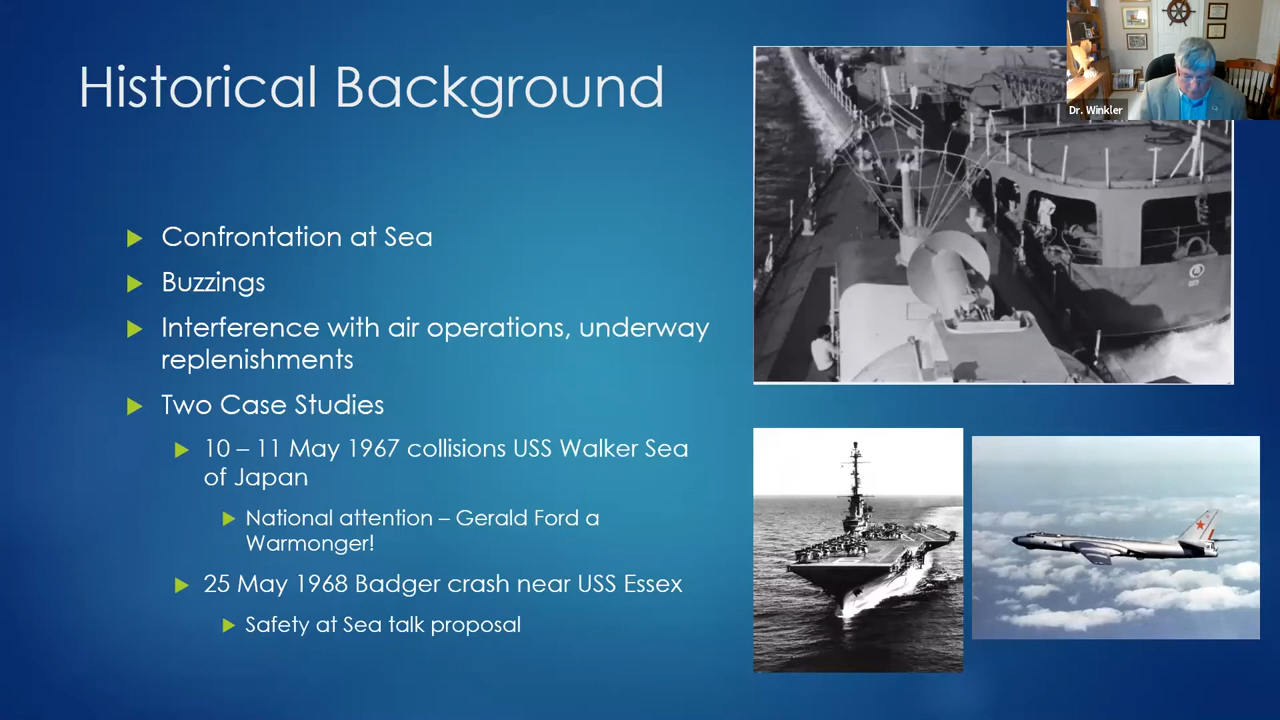 Historical Background
Dr. Winkler
Confrontation at Sea
Buzzings
Interference with air operations, underway
replenishments
Two Case Studies
10 – 11 May 1967 collisions USS Walker Sea
of Japan
National attention – Gerald Ford a
Warmonger!
25 May 1968 Badger crash near USS Essex
Safety at Sea talk proposal